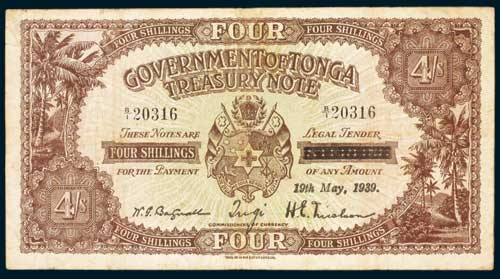 FOUR SHILLINGS FOUR FOUR SHILLINGS
GOVERNMENT OF TONGA
TREASURY NOTE
4/s
B/1 20316 B/1 20316
THESE NOTES ARE LEGAL TENDER
FOUR SHILLINGS
FOR THE PAYMENT OF ANY AMOUNT
19th May, 1939.
4/s
COMMISSIONERS OF CURRENCY
FOUR SHILLINGS FOUR FOUR SHILLINGS